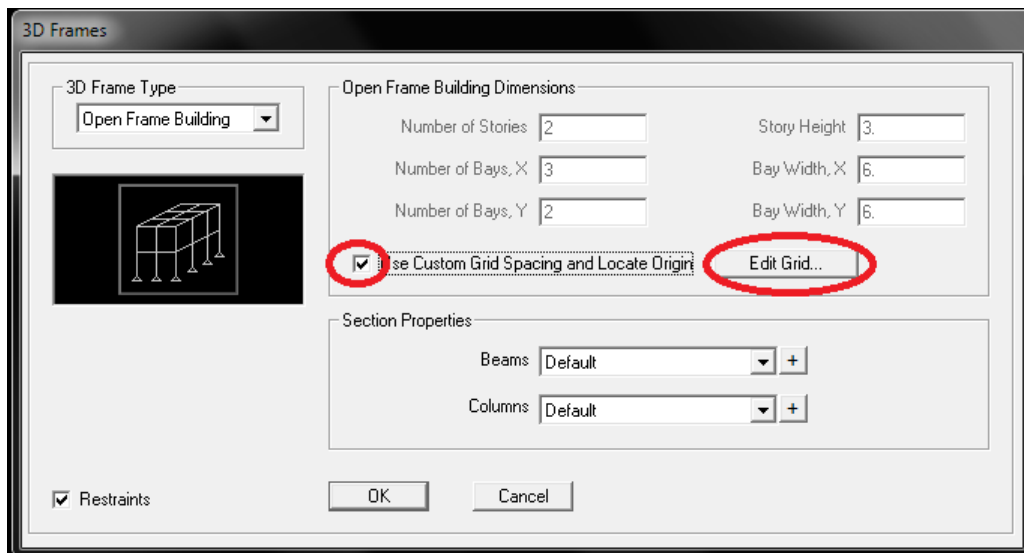 3D Frames
3D Frame Type
Open Frame Building
Open Frame Building Dimensions
Number of Stories 2 Story Height 3.
Number of Bays, X 3 Bay Width, X 6.
Number of Bays, Y 2 Bay Width, Y 6.
Use Custom Grid Spacing and Locate Origin Edit Grid...
Section Properties
Beams Default +
Columns Default +
Restraints OK Cancel